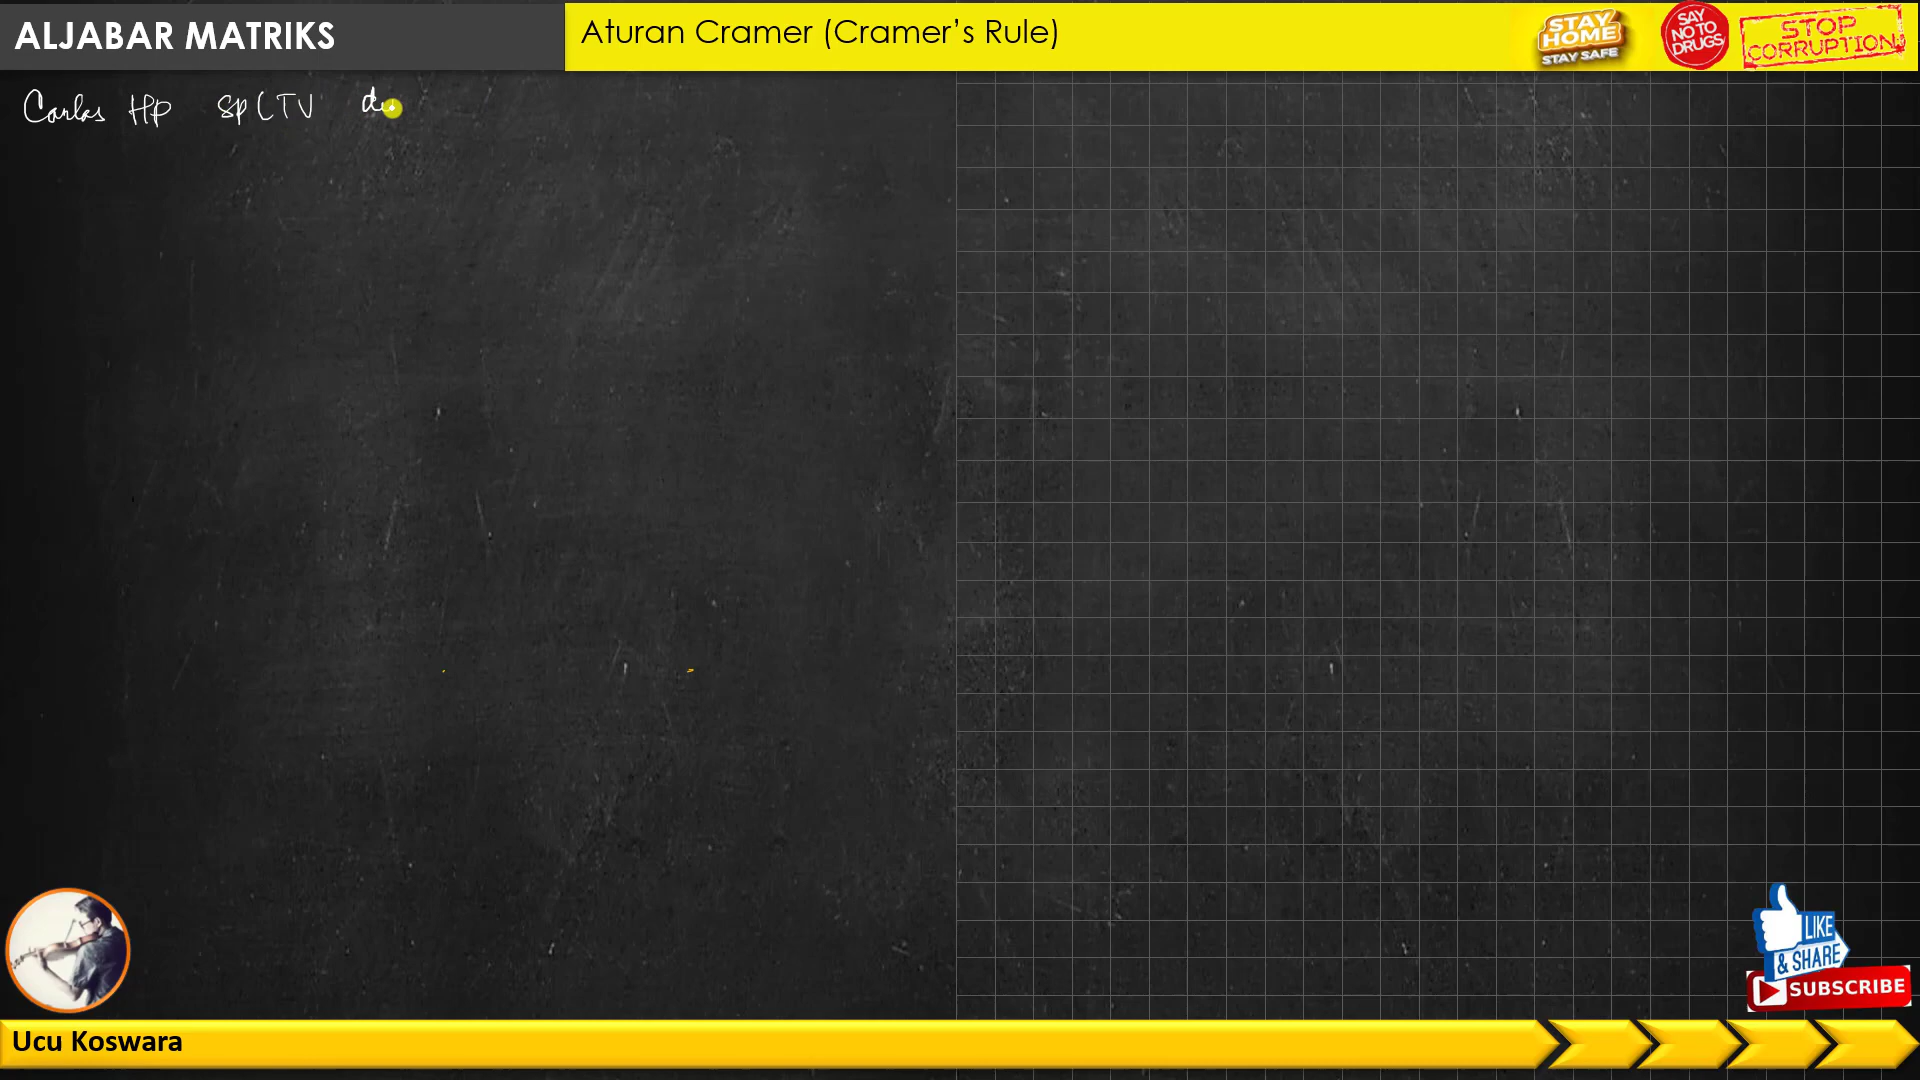 ALJABAR MATRIKS
Aturan Cramer (Cramer's Rule)
STAY
HOME
STAY SAFE
SAY
NO TO
DRUGS
STOP
CORRUPTION
HP SPLTV
LIKE
& SHARE
SUBSCRIBE
Ucu Koswara